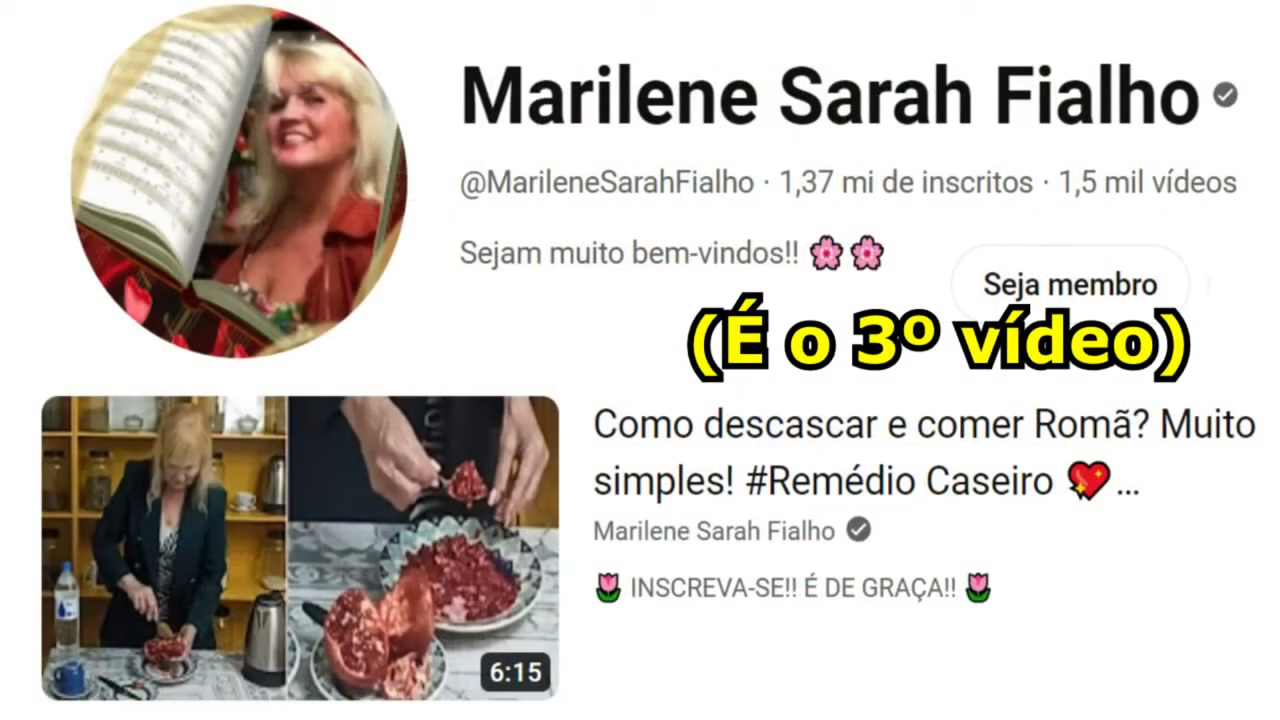 Marilene Sarah Fialho
@MarileneSarahFialho · 1,37 mi de inscritos · 1,5 mil vídeos
Sejam muito bem-vindos!! 🌸🌸
Seja membro
(É o 3º vídeo)
Como descascar e comer Romã? Muito
simples! #Remédio Caseiro 💖...
Marilene Sarah Fialho
🌷 INSCREVA-SE!! É DE GRAÇA!! 🌷
6:15